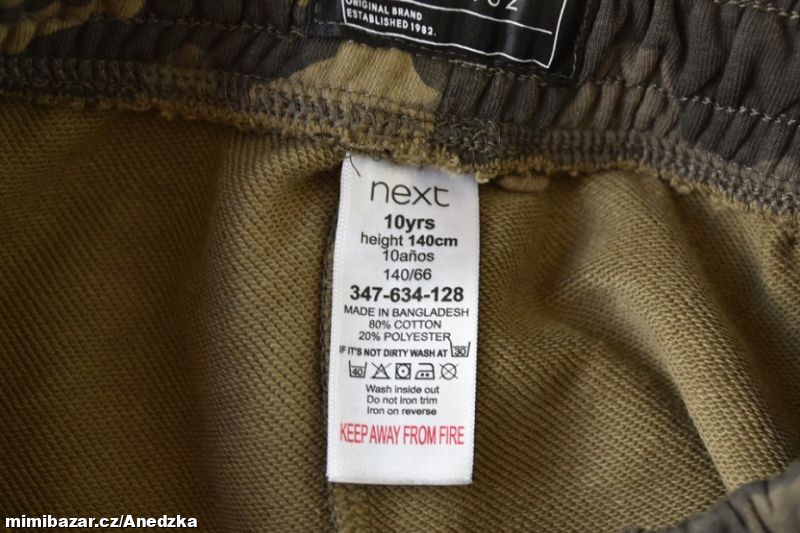 ORIGINAL BRAND
ESTABLISHED 1982.
next
10yrs
height 140cm
10años
140/66
347-634-128
MADE IN BANGLADESH
80% COTTON
20% POLYESTER
IF IT'S NOT DIRTY WASH AT 30
40
Wash inside out
Do not Iron trim
Iron on reverse
KEEP AWAY FROM FIRE
mimibazar.cz/Anedzka